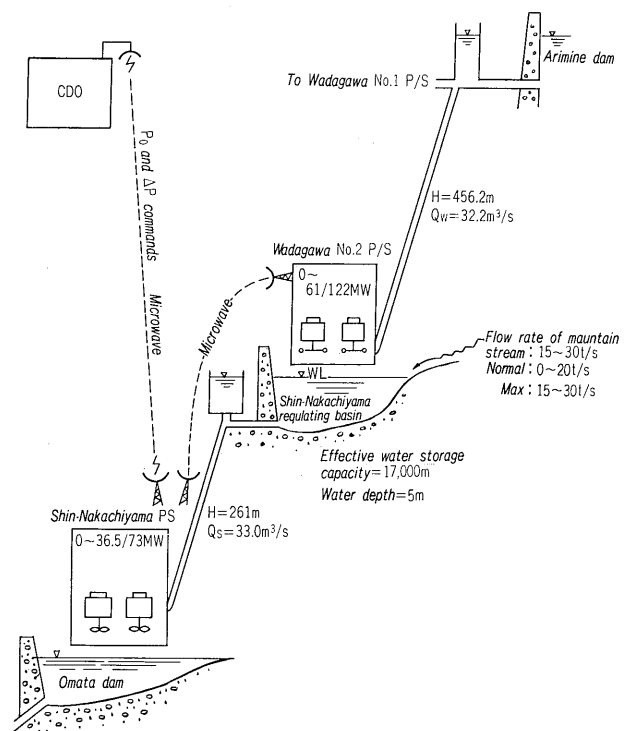 Arimine dam
To Wadagawa No.1 P/S
CDO
P₀ and ΔP commands
Microwave
H=456.2m
Qw=32.2m³/s
Wadagawa No.2 P/S
0~
61/122MW
Microwave
Flow rate of mauntain
stream: 15~30t/s
Normal: 0~20t/s
Max: 15~30t/s
WL
Shin-Nakachiyama
requlating basin
Effective water storage
capacity=17,000m
Water depth=5m
H=261m
Qs=33.0m³/s
Shin-Nakachiyama PS
0~36.5/73MW
Omata dam